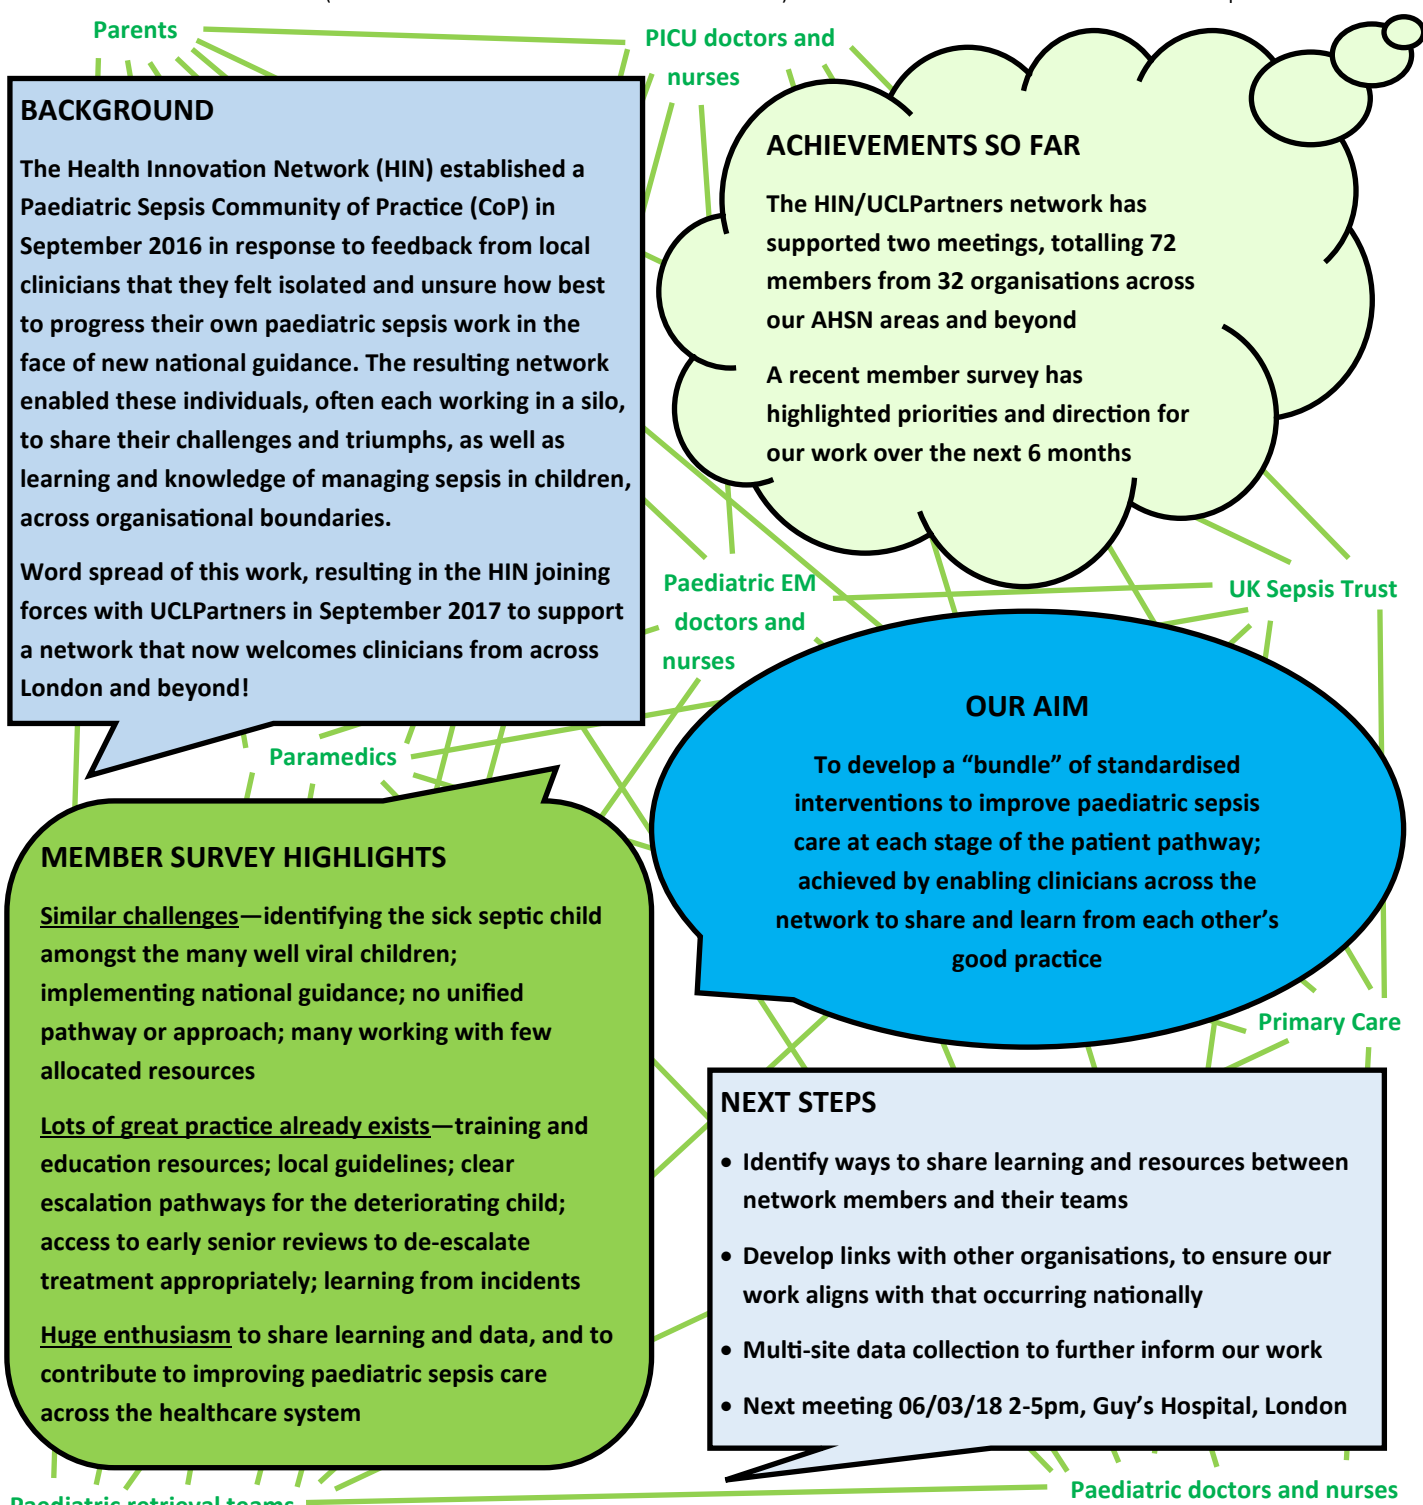 Parents
PICU doctors and
nurses
BACKGROUND
The Health Innovation Network (HIN) established a
Paediatric Sepsis Community of Practice (CoP) in
September 2016 in response to feedback from local
clinicians that they felt isolated and unsure how best
to progress their own paediatric sepsis work in the
face of new national guidance. The resulting network
enabled these individuals, often each working in a silo,
to share their challenges and triumphs, as well as
learning and knowledge of managing sepsis in children,
across organisational boundaries.
Word spread of this work, resulting in the HIN joining
forces with UCLPartners in September 2017 to support
a network that now welcomes clinicians from across
London and beyond!
ACHIEVEMENTS SO FAR
The HIN/UCLPartners network has
supported two meetings, totalling 72
members from 32 organisations across
our AHSN areas and beyond
A recent member survey has
highlighted priorities and direction for
our work over the next 6 months
Paediatric EM
doctors and
nurses
UK Sepsis Trust
Paramedics
OUR AIM
To develop a “bundle” of standardised
interventions to improve paediatric sepsis
care at each stage of the patient pathway;
achieved by enabling clinicians across the
network to share and learn from each other’s
good practice
MEMBER SURVEY HIGHLIGHTS
Similar challenges—identifying the sick septic child
amongst the many well viral children;
implementing national guidance; no unified
pathway or approach; many working with few
allocated resources
Lots of great practice already exists—training and
education resources; local guidelines; clear
escalation pathways for the deteriorating child;
access to early senior reviews to de-escalate
treatment appropriately; learning from incidents
Huge enthusiasm to share learning and data, and to
contribute to improving paediatric sepsis care
across the healthcare system
Primary Care
NEXT STEPS
• Identify ways to share learning and resources between
network members and their teams
• Develop links with other organisations, to ensure our
work aligns with that occurring nationally
• Multi-site data collection to further inform our work
• Next meeting 06/03/18 2-5pm, Guy’s Hospital, London
Paediatric retrieval teams
Paediatric doctors and nurses